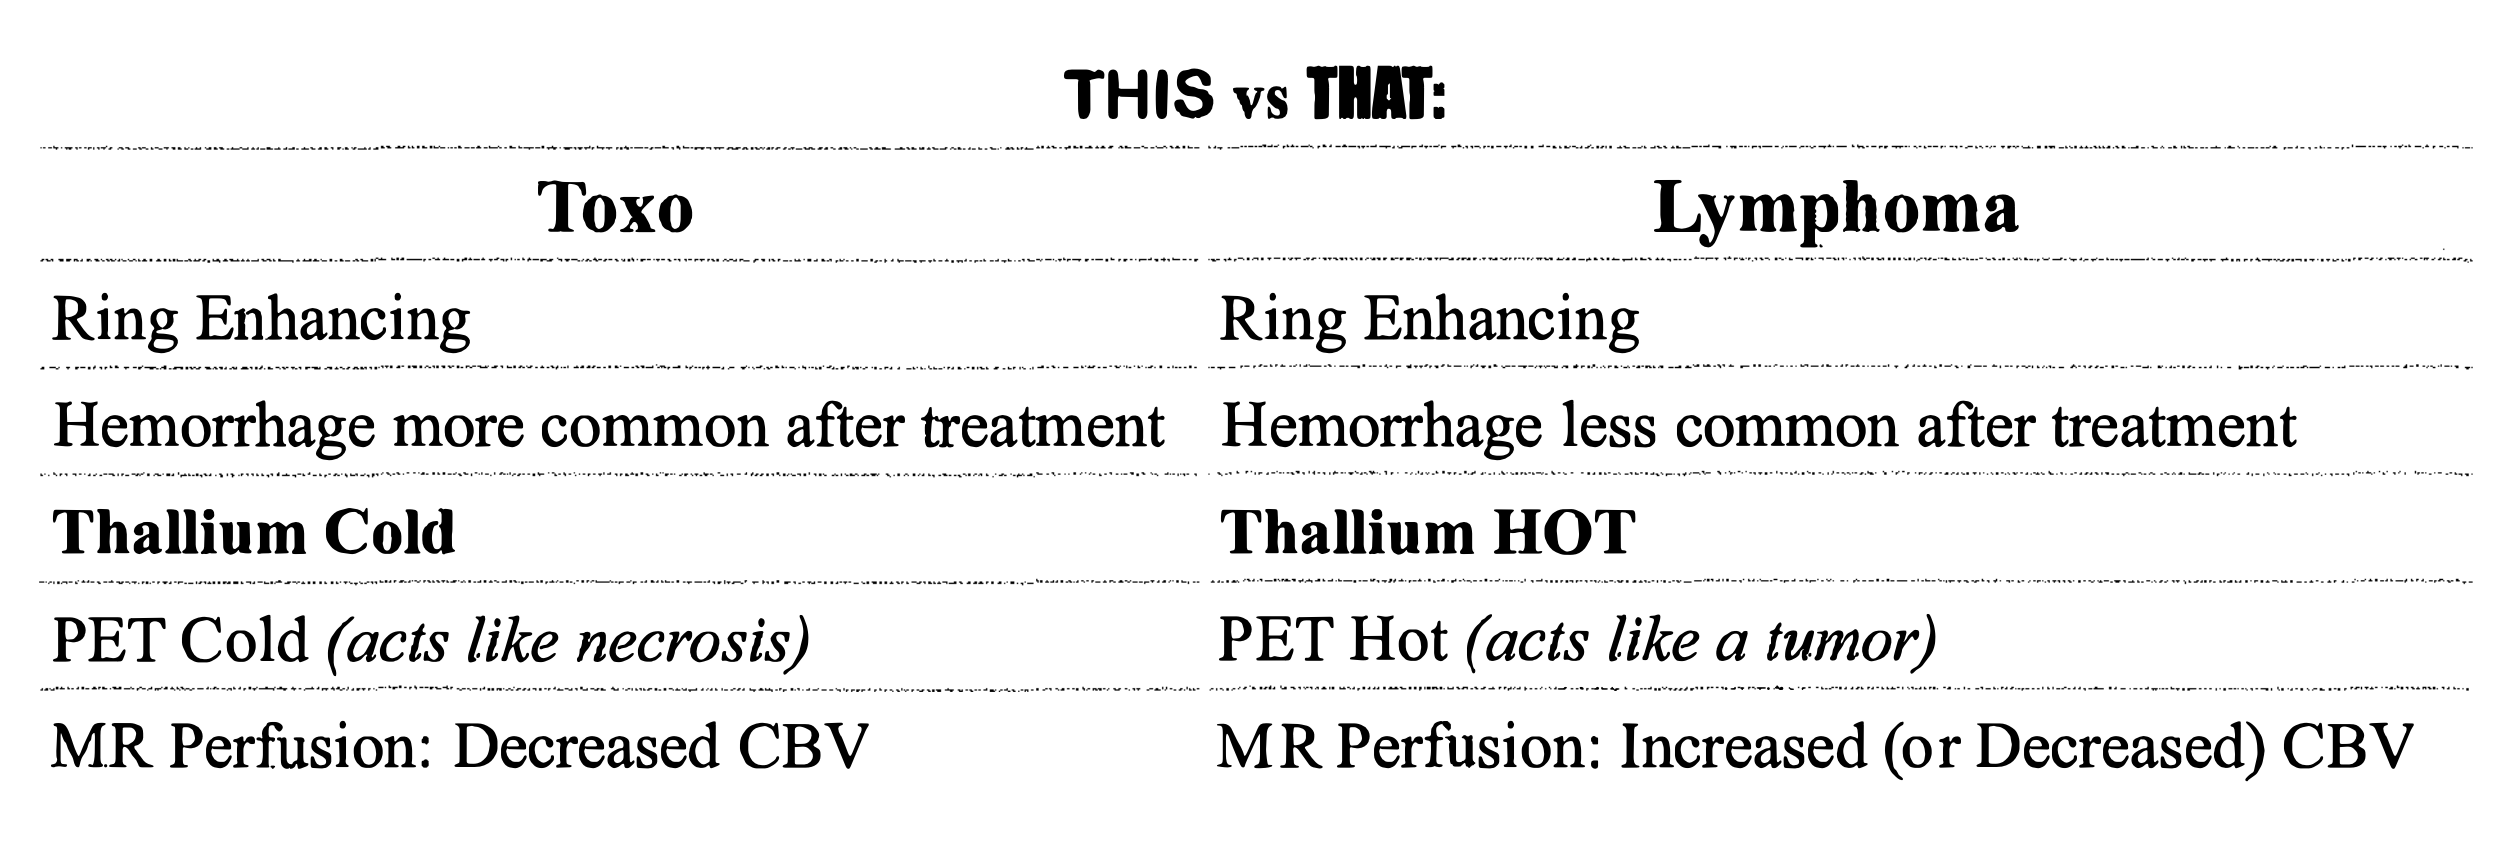 THIS vs THAT:
Toxo Lymphoma
Ring Enhancing Ring Enhancing
Hemorrhage more common after treatment Hemorrhage less common after treatment
Thallium Cold Thallium HOT
PET Cold (acts like necrosis) PET Hot (acts like a tumor)
MR Perfusion: Decreased CBV MR Perfusion: Increased (or Decreased) CBV